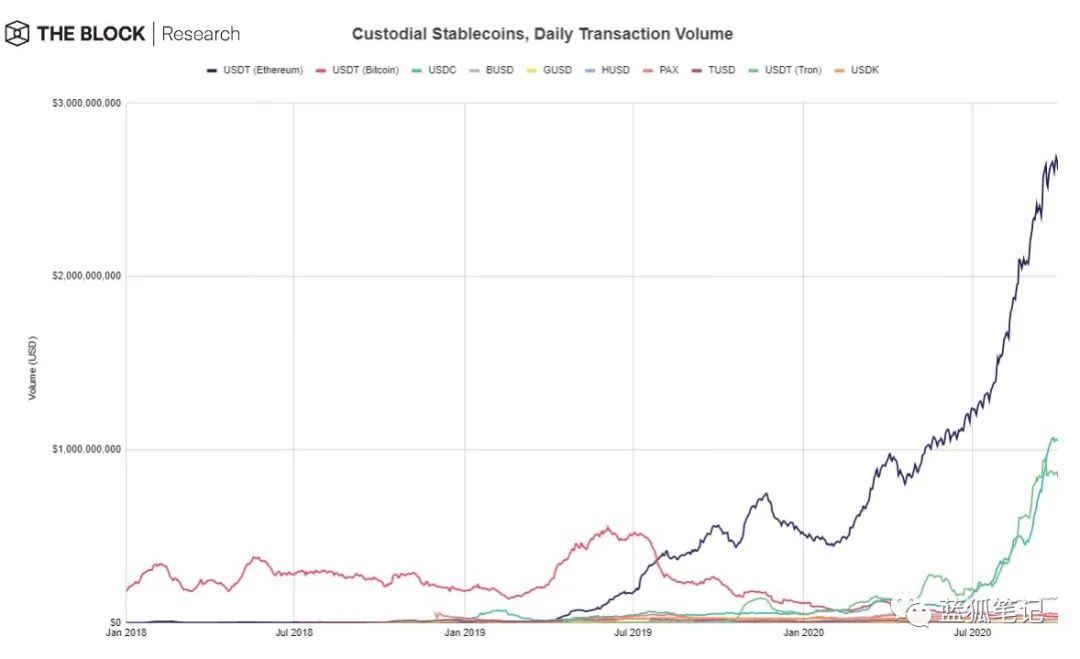 THE BLOCK | Research
Custodial Stablecoins, Daily Transaction Volume
USDT (Ethereum) USDT (Bitcoin) USDC BUSD GUSD HUSD PAX TUSD USDT (Tron) USDK
$3,000,000,000
$2,000,000,000
Volume (USD)
$1,000,000,000
$0
Jan 2018 Jul 2018 Jan 2019 Jul 2019 Jan 2020 Jul 2020
蓝狐笔记